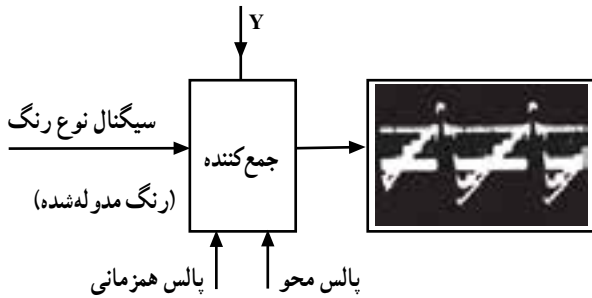 Y
سیگنال نوع رنگ
جمع‌کننده
(رنگ مدوله‌شده)
پالس محو
پالس همزمانی